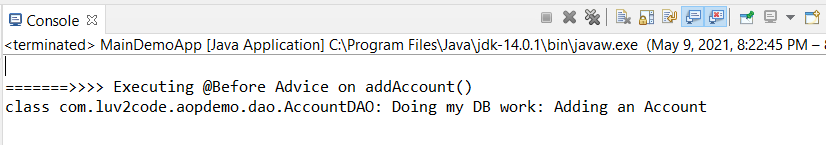 Console
<terminated> MainDemoApp [Java Application] C:\Program Files\Java\jdk-14.0.1\bin\javaw.exe (May 9, 2021, 8:22:45 PM –
=======>>>> Executing @Before Advice on addAccount()
class com.luv2code.aopdemo.dao.AccountDAO: Doing my DB work: Adding an Account